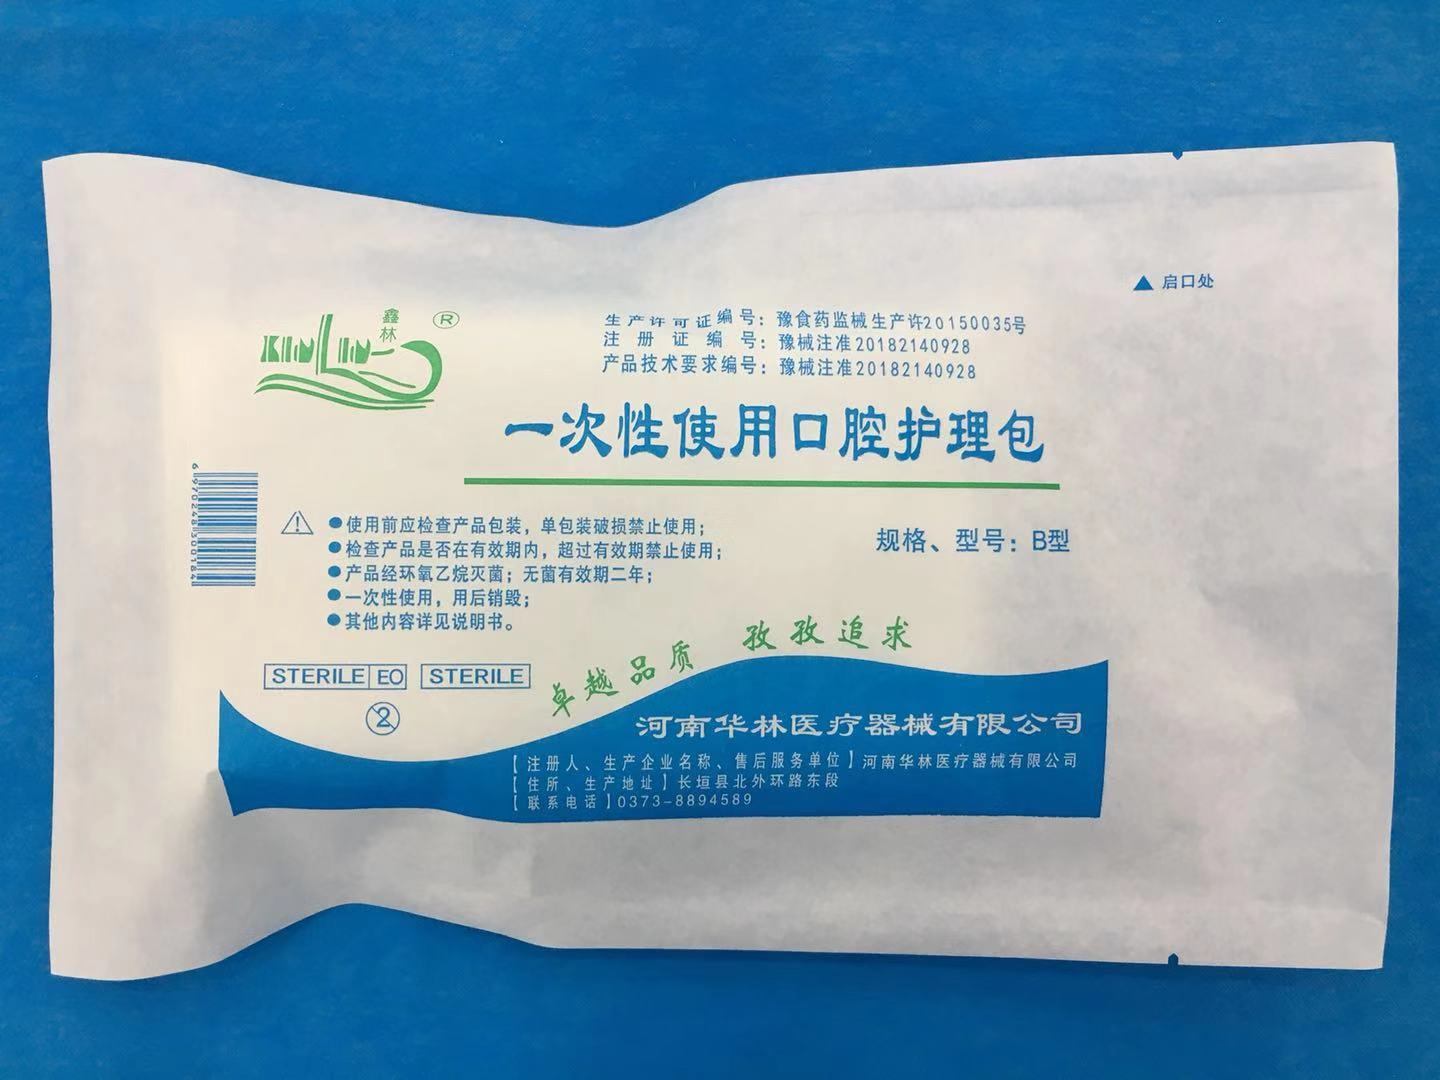 ▲ 启口处
鑫林
XINLIN
®
生产许可证编号：豫食药监械生产许20150035号
注册证编号：豫械注准20182140928
产品技术要求编号：豫械注准20182140928
一次性使用口腔护理包
6970248300184
●使用前应检查产品包装，单包装破损禁止使用；
●检查产品是否在有效期内，超过有效期禁止使用；
●产品经环氧乙烷灭菌；无菌有效期二年；
●一次性使用，用后销毁；
●其他内容详见说明书。
规格、型号：B型
STERILE EO
STERILE
2
卓越品质 孜孜追求
河南华林医疗器械有限公司
【注册人、生产企业名称、售后服务单位】河南华林医疗器械有限公司
【住所、生产地址】长垣县北外环路东段
【联系电话】0373-8894589